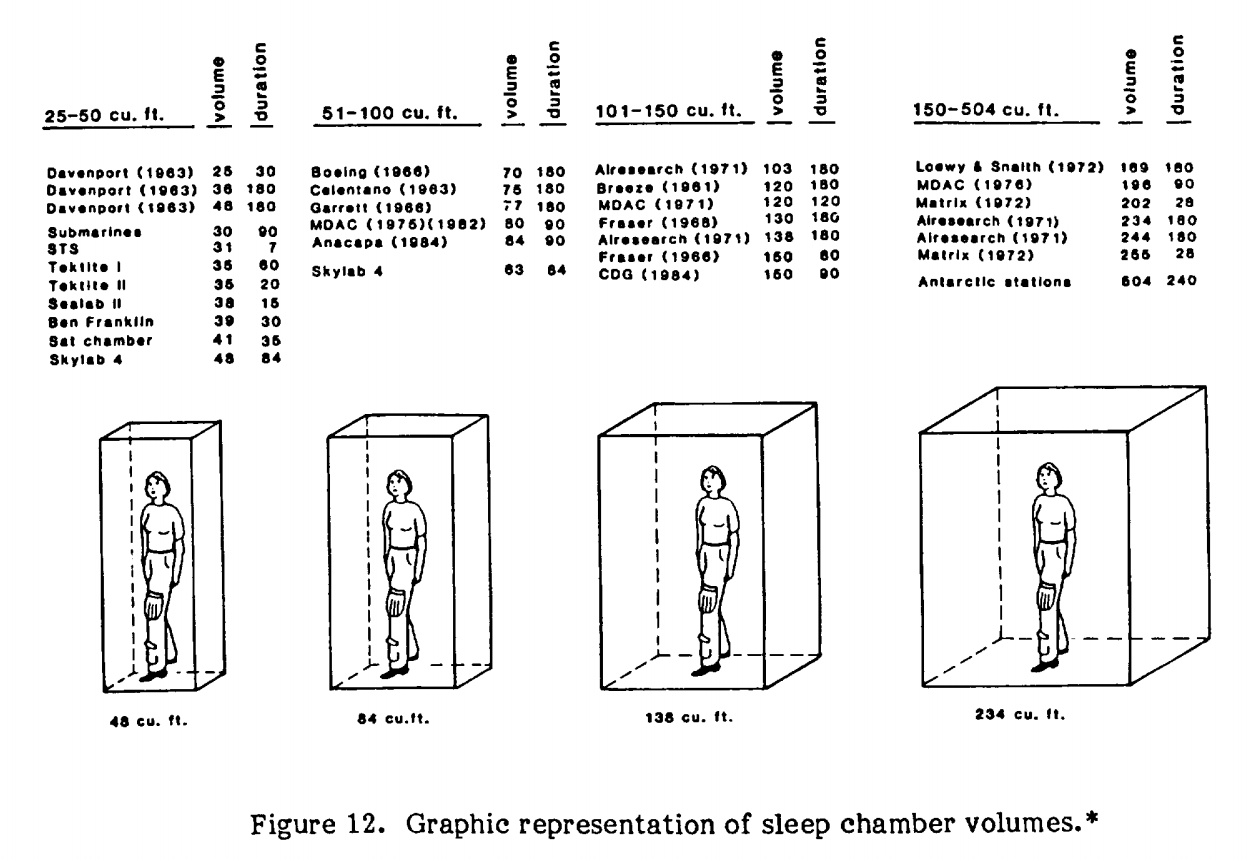 25-50 cu. ft. volume duration
Davenport (1963) 25 30
Davenport (1963) 36 180
Davenport (1963) 48 180
Submarines 30 90
STS 31 7
Tektite I 35 60
Tektite II 35 20
Sealab II 38 15
Ben Franklin 39 30
Sat chamber 41 35
Skylab 4 48 84
51-100 cu. ft. volume duration
Boeing (1966) 70 180
Celentano (1963) 75 180
Garrett (1966) 77 180
MDAC (1975)(1982) 80 90
Anacapa (1984) 84 90
Skylab 4 63 84
101-150 cu. ft. volume duration
Airesearch (1971) 103 180
Breeze (1961) 120 180
MDAC (1971) 120 120
Fraser (1968) 130 180
Airesearch (1971) 138 180
Fraser (1966) 150 60
CDG (1984) 150 90
150-504 cu. ft. volume duration
Loewy & Snaith (1972) 169 180
MDAC (1976) 196 90
Matrix (1972) 202 28
Airesearch (1971) 234 180
Airesearch (1971) 244 180
Matrix (1972) 28
Antarctic stations 504 240
48 cu. ft.
84 cu.ft.
138 cu. ft.
234 cu. ft.
Figure 12. Graphic representation of sleep chamber volumes.*